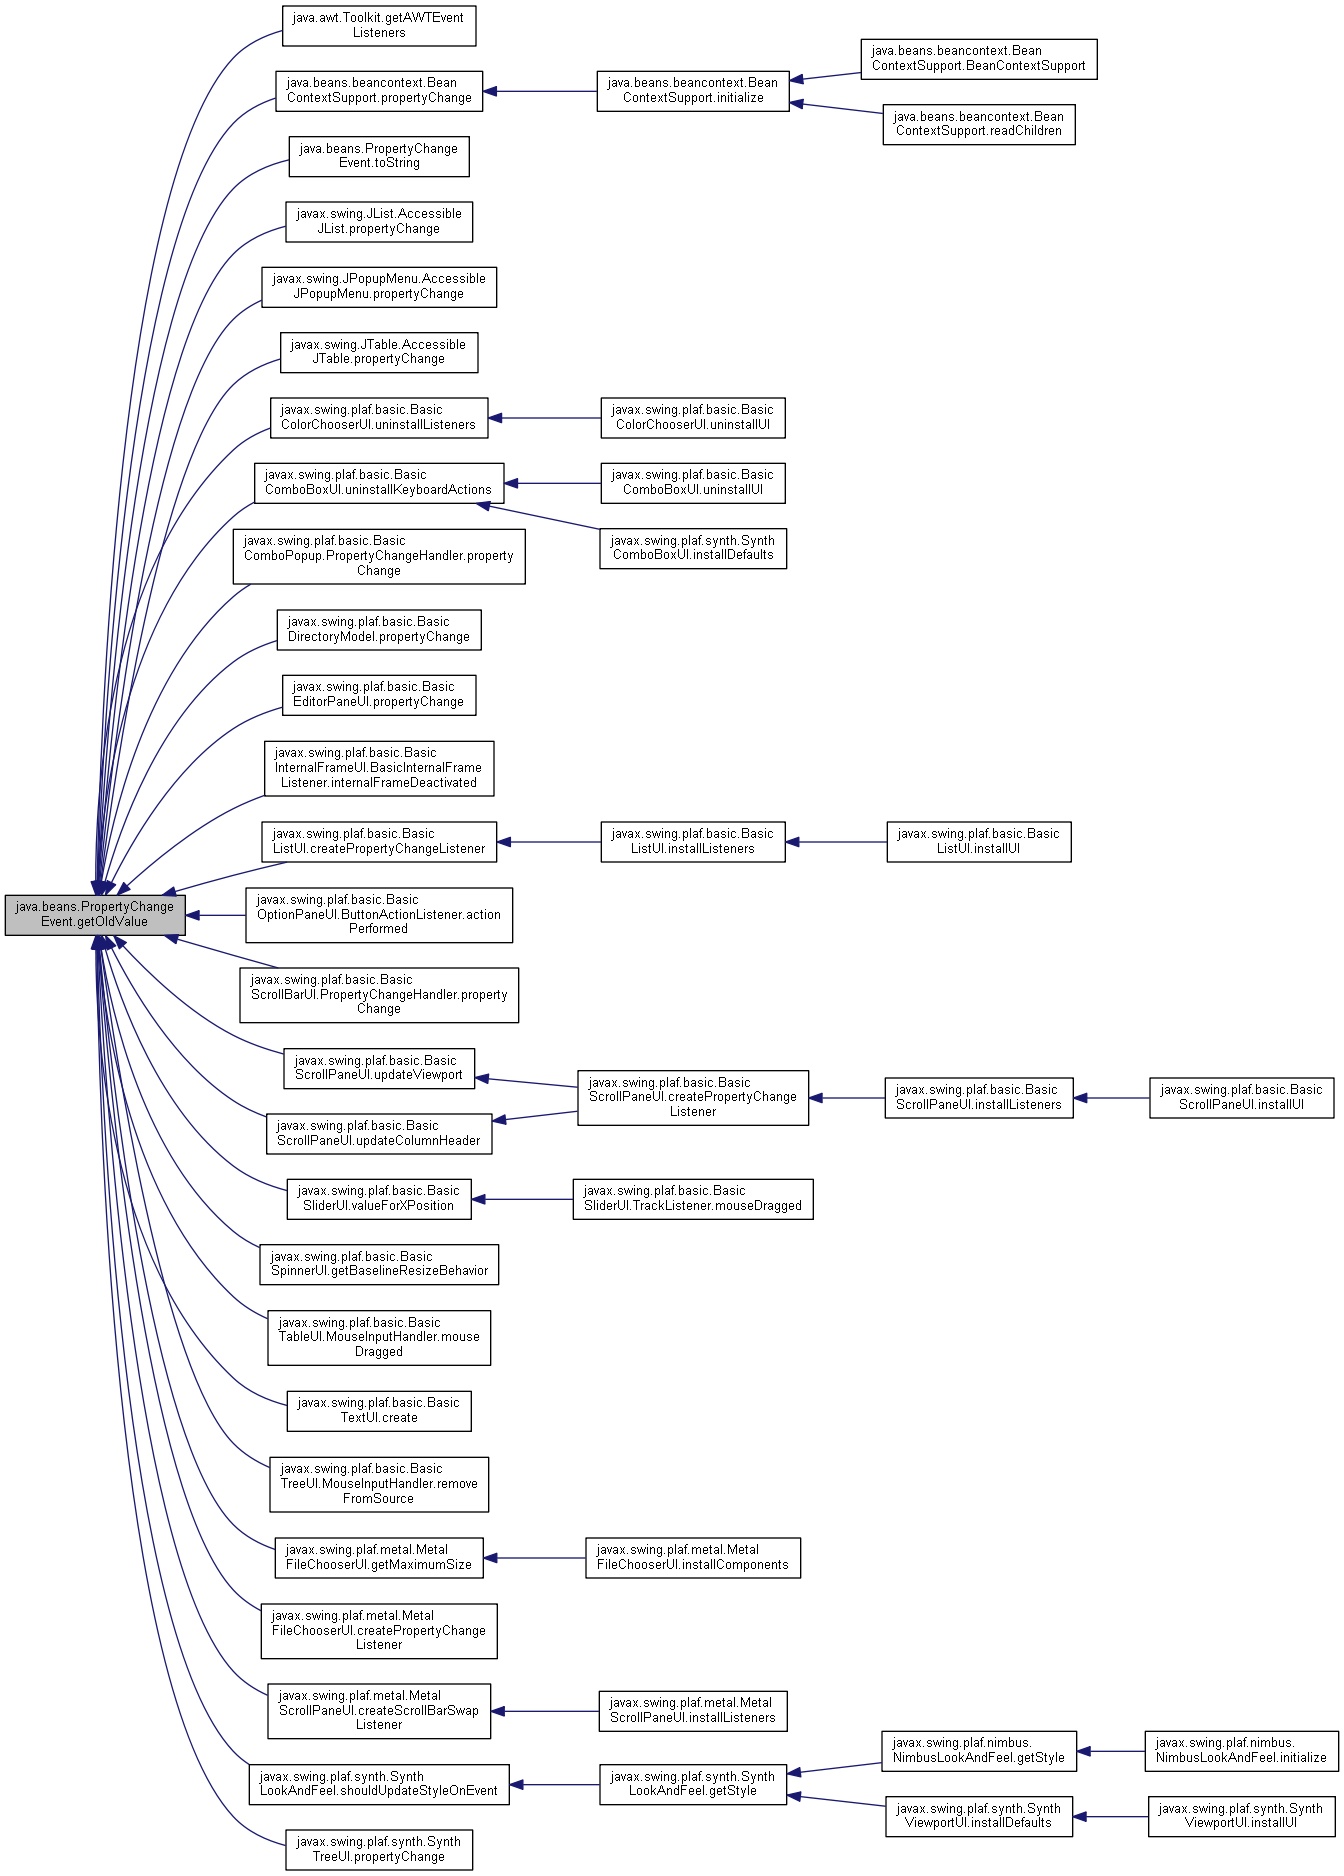 java.awt.Toolkit.getAWTEvent
Listeners
java.beans.beancontext.Bean
ContextSupport.propertyChange
java.beans.beancontext.Bean
ContextSupport.initialize
java.beans.beancontext.Bean
ContextSupport.BeanContextSupport
java.beans.beancontext.Bean
ContextSupport.readChildren
java.beans.PropertyChange
Event.toString
javax.swing.JList.Accessible
JList.propertyChange
javax.swing.JPopupMenu.Accessible
JPopupMenu.propertyChange
javax.swing.JTable.Accessible
JTable.propertyChange
javax.swing.plaf.basic.Basic
ColorChooserUI.uninstallListeners
javax.swing.plaf.basic.Basic
ColorChooserUI.uninstallUI
javax.swing.plaf.basic.Basic
ComboBoxUI.uninstallKeyboardActions
javax.swing.plaf.basic.Basic
ComboBoxUI.uninstallUI
javax.swing.plaf.synth.Synth
ComboBoxUI.installDefaults
javax.swing.plaf.basic.Basic
ComboPopup.PropertyChangeHandler.property
Change
javax.swing.plaf.basic.Basic
DirectoryModel.propertyChange
javax.swing.plaf.basic.Basic
EditorPaneUI.propertyChange
javax.swing.plaf.basic.Basic
InternalFrameUI.BasicInternalFrame
Listener.internalFrameDeactivated
javax.swing.plaf.basic.Basic
ListUI.createPropertyChangeListener
javax.swing.plaf.basic.Basic
ListUI.installListeners
javax.swing.plaf.basic.Basic
ListUI.installUI
java.beans.PropertyChange
Event.getOldValue
javax.swing.plaf.basic.Basic
OptionPaneUI.ButtonActionListener.action
Performed
javax.swing.plaf.basic.Basic
ScrollBarUI.PropertyChangeHandler.property
Change
javax.swing.plaf.basic.Basic
ScrollPaneUI.updateViewport
javax.swing.plaf.basic.Basic
ScrollPaneUI.createPropertyChange
Listener
javax.swing.plaf.basic.Basic
ScrollPaneUI.installListeners
javax.swing.plaf.basic.Basic
ScrollPaneUI.installUI
javax.swing.plaf.basic.Basic
ScrollPaneUI.updateColumnHeader
javax.swing.plaf.basic.Basic
SliderUI.valueForXPosition
javax.swing.plaf.basic.Basic
SliderUI.TrackListener.mouseDragged
javax.swing.plaf.basic.Basic
SpinnerUI.getBaselineResizeBehavior
javax.swing.plaf.basic.Basic
TableUI.MouseInputHandler.mouse
Dragged
javax.swing.plaf.basic.Basic
TextUI.create
javax.swing.plaf.basic.Basic
TreeUI.MouseInputHandler.remove
FromSource
javax.swing.plaf.metal.Metal
FileChooserUI.getMaximumSize
javax.swing.plaf.metal.Metal
FileChooserUI.installComponents
javax.swing.plaf.metal.Metal
FileChooserUI.createPropertyChange
Listener
javax.swing.plaf.metal.Metal
ScrollPaneUI.createScrollBarSwap
Listener
javax.swing.plaf.metal.Metal
ScrollPaneUI.installListeners
javax.swing.plaf.synth.Synth
LookAndFeel.shouldUpdateStyleOnEvent
javax.swing.plaf.synth.Synth
LookAndFeel.getStyle
javax.swing.plaf.nimbus.
NimbusLookAndFeel.getStyle
javax.swing.plaf.nimbus.
NimbusLookAndFeel.initialize
javax.swing.plaf.synth.Synth
ViewportUI.installDefaults
javax.swing.plaf.synth.Synth
ViewportUI.installUI
javax.swing.plaf.synth.Synth
TreeUI.propertyChange